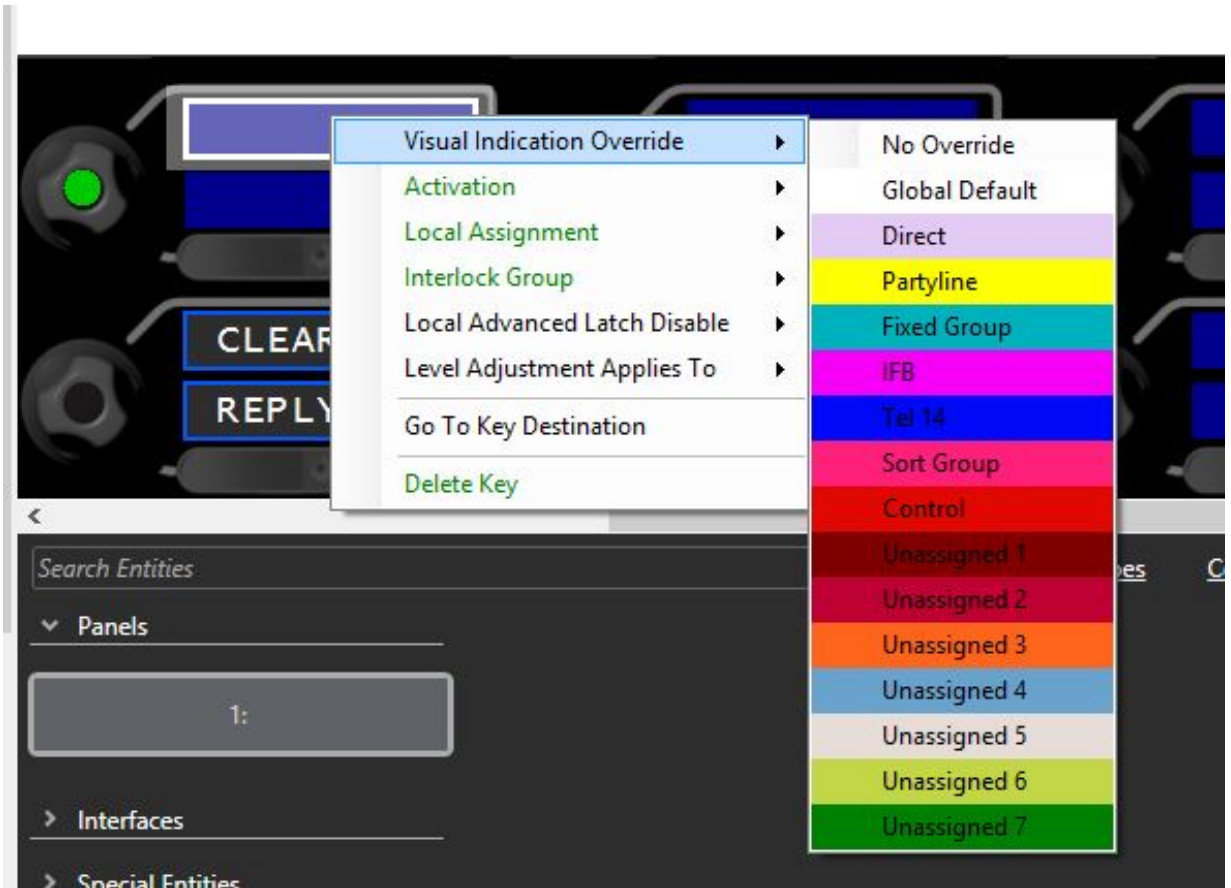 Visual Indication Override
Activation
Local Assignment
Interlock Group
Local Advanced Latch Disable
Level Adjustment Applies To
Go To Key Destination
Delete Key
No Override
Global Default
Direct
Partyline
Fixed Group
IFB
Tel 14
Sort Group
Control
Unassigned 1
Unassigned 2
Unassigned 3
Unassigned 4
Unassigned 5
Unassigned 6
Unassigned 7
CLEAR
REPLY
Search Entities
Panels
1:
Interfaces
Special Entities